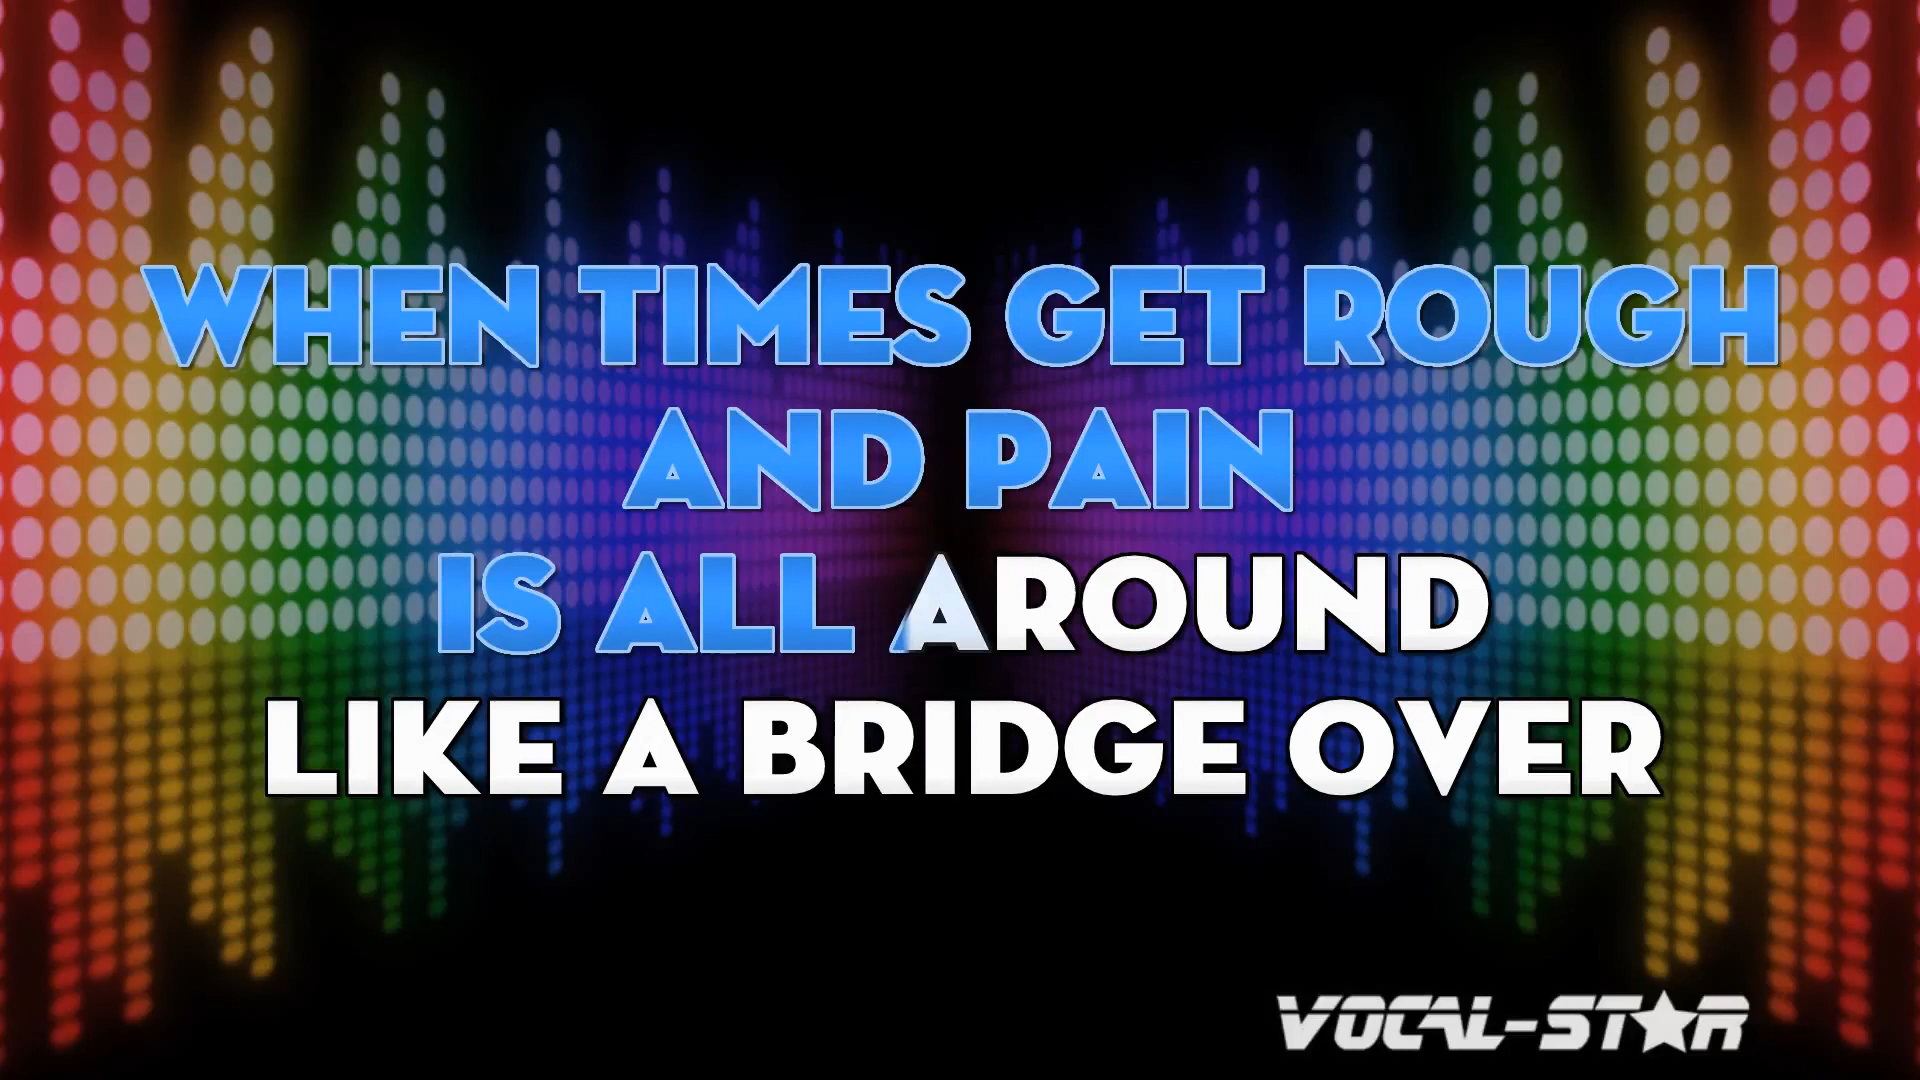 WHEN TIMES GET ROUGH
AND PAIN
IS ALL AROUND
LIKE A BRIDGE OVER
VOCAL-STAR